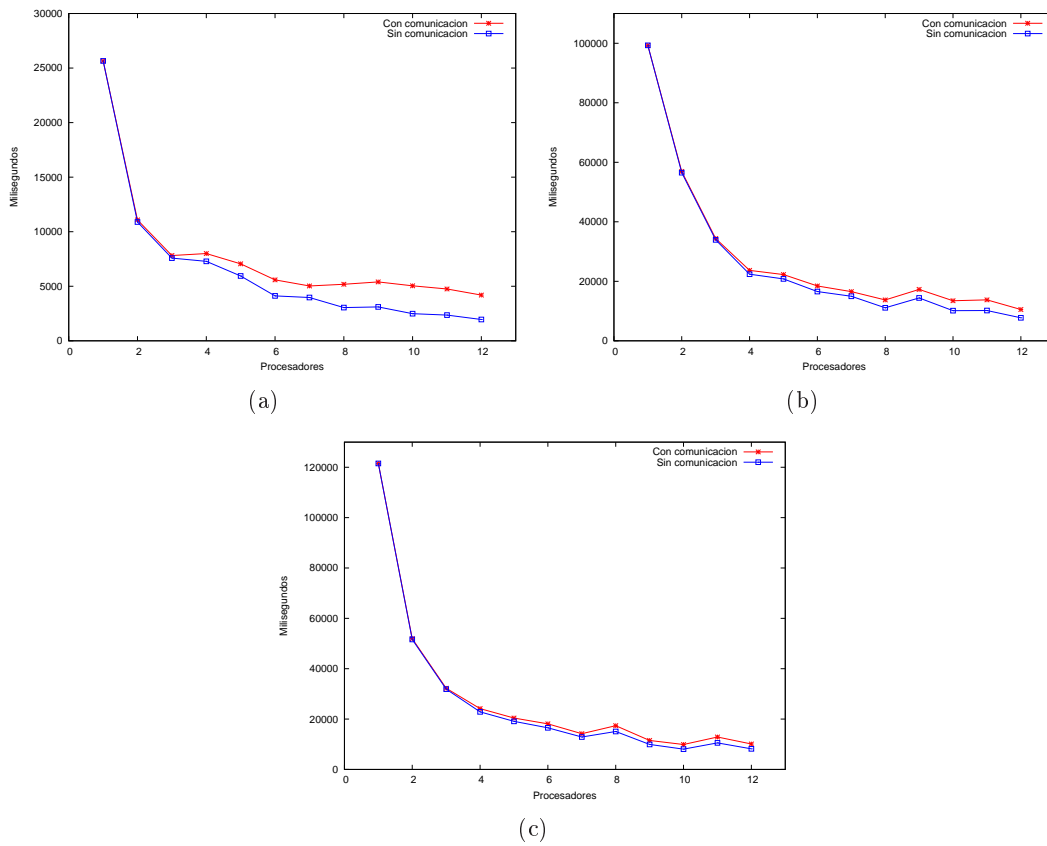 30000
25000
20000
15000
10000
5000
0
Milisegundos
0 2 4 6 8 10 12
Procesadores
Con comunicacion
Sin comunicacion
(a)
100000
80000
60000
40000
20000
0
Milisegundos
0 2 4 6 8 10 12
Procesadores
Con comunicacion
Sin comunicacion
(b)
120000
100000
80000
60000
40000
20000
0
Milisegundos
0 2 4 6 8 10 12
Procesadores
Con comunicacion
Sin comunicacion
(c)